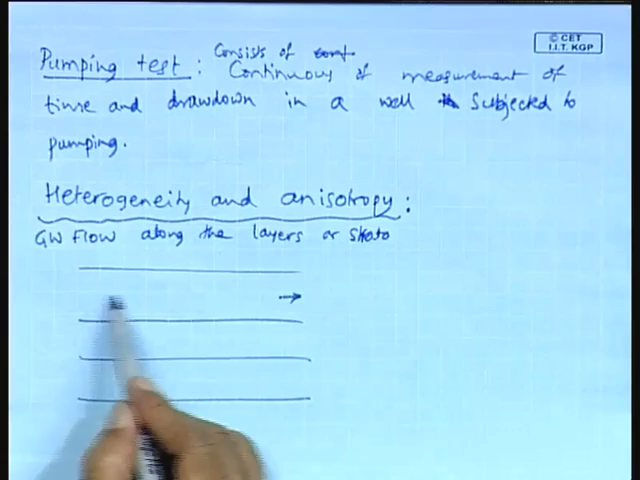 © CET
I.I.T. KGP
Pumping test : Consists of
Continuous of measurement of
time and drawdown in a well subjected to
pumping.
Heterogeneity and anisotropy :
GW Flow along the layers or strata